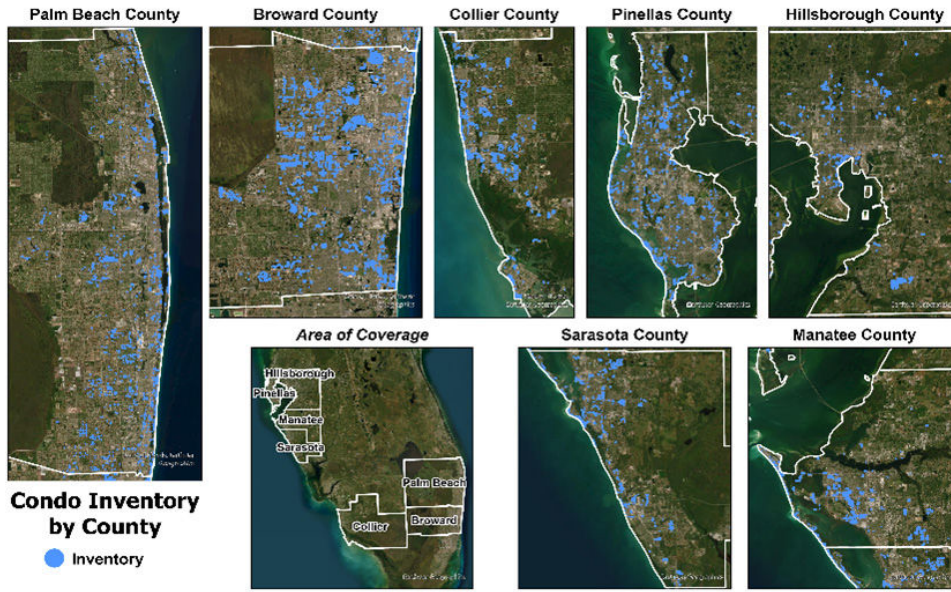 Palm Beach County
Broward County
Collier County
Pinellas County
Hillsborough County
Area of Coverage
Sarasota County
Manatee County
Hillsborough
Pinellas
Manatee
Sarasota
Palm Beach
Collier
Broward
Condo Inventory
by County
Inventory